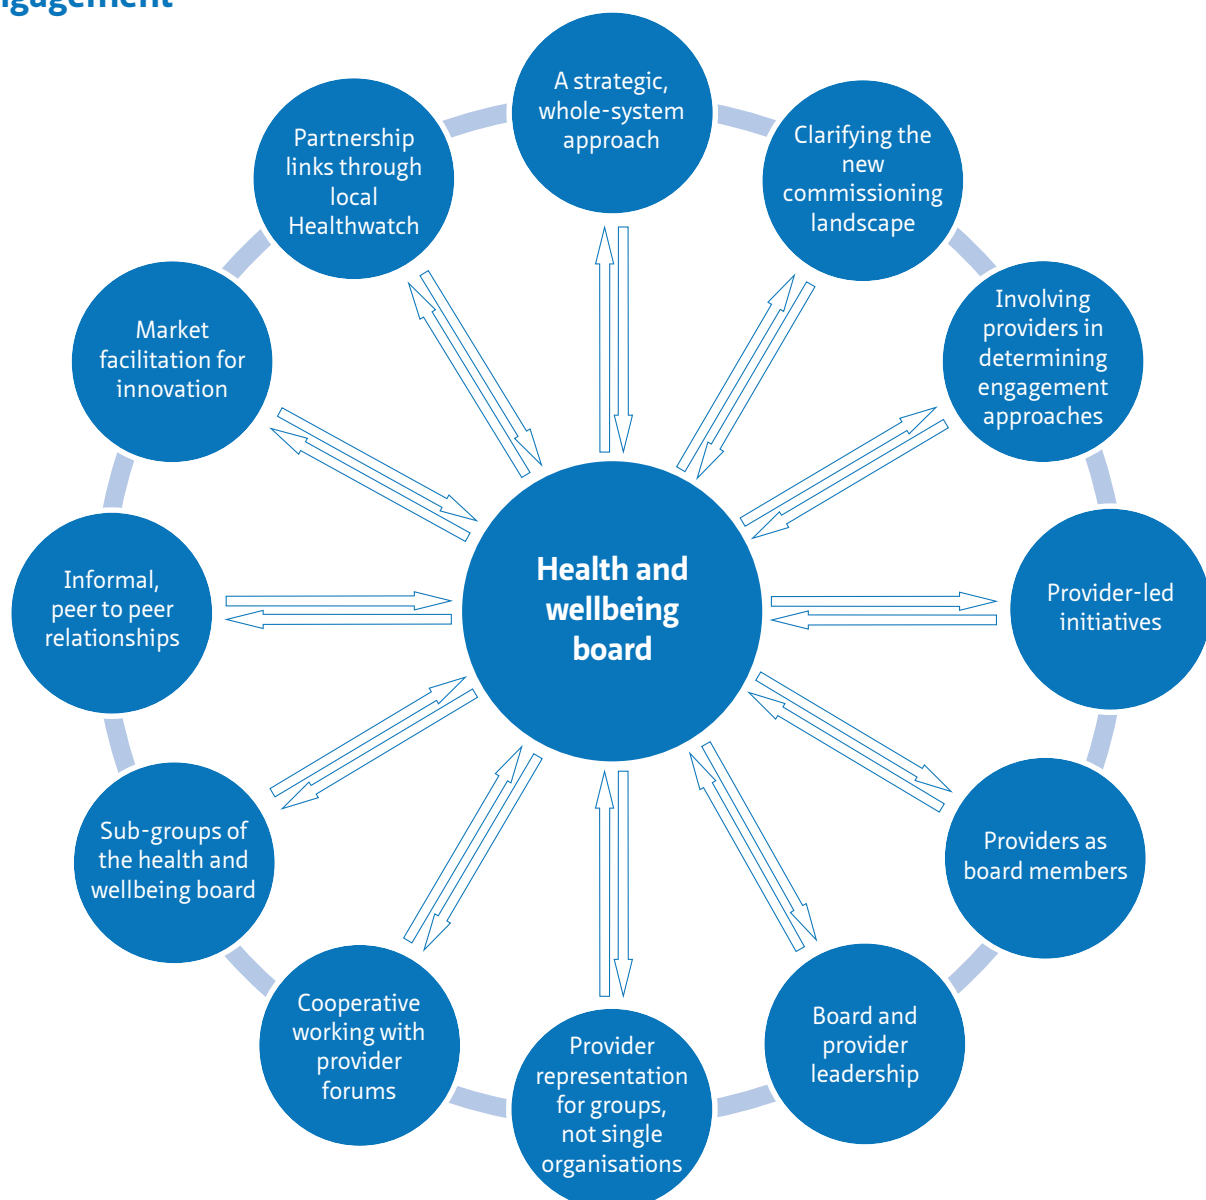 A strategic,
whole-system
approach
Clarifying the
new
commissioning
landscape
Involving
providers in
determining
engagement
approaches
Provider-led
initiatives
Providers as
board members
Board and
provider
leadership
Provider
representation
for groups,
not single
organisations
Cooperative
working with
provider
forums
Sub-groups of
the health and
wellbeing board
Informal,
peer to peer
relationships
Market
facilitation for
innovation
Partnership
links through
local
Healthwatch
Health and
wellbeing
board